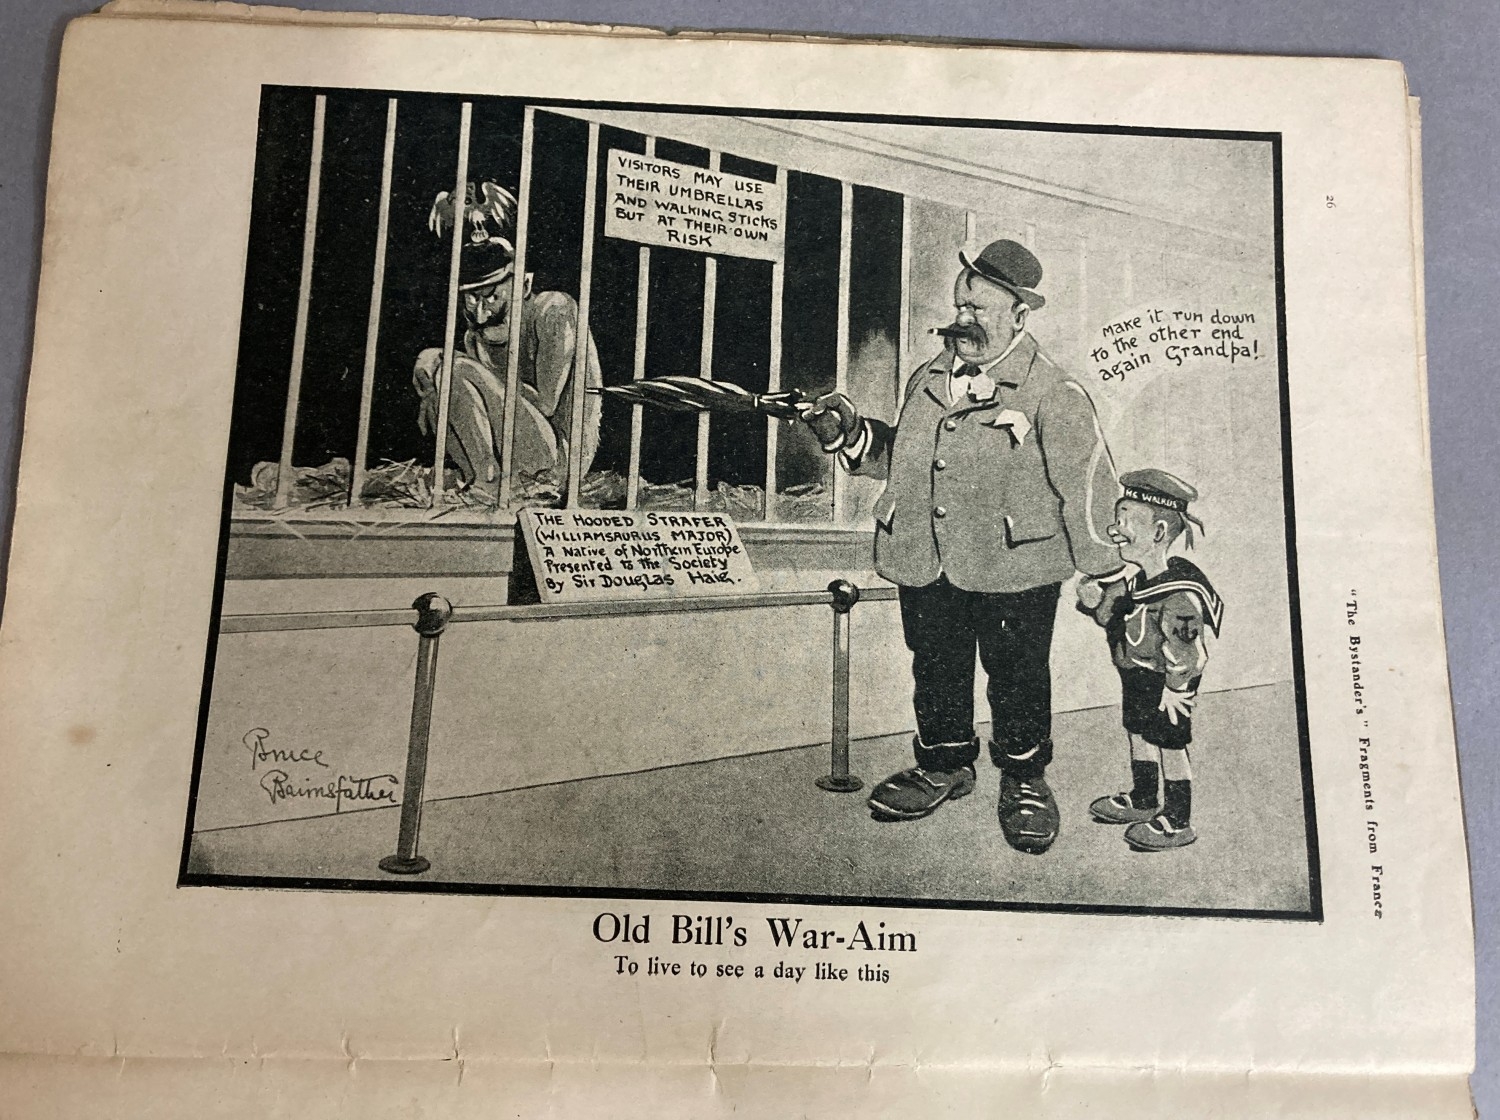 VISITORS MAY USE
THEIR UMBRELLAS
AND WALKING STICKS
BUT AT THEIR OWN
RISK
make it run down
to the other end
again Grandpa!
THE HOODED STRAFER
(WILLIAMSAURUS MAJOR)
A Native of Northern Europe
Presented to the Society
By Sir Douglas Haig.
WALRUS
Bruce
Bairnsfather
Old Bill's War-Aim
To live to see a day like this
26
"The Bystander's" Fragments from France